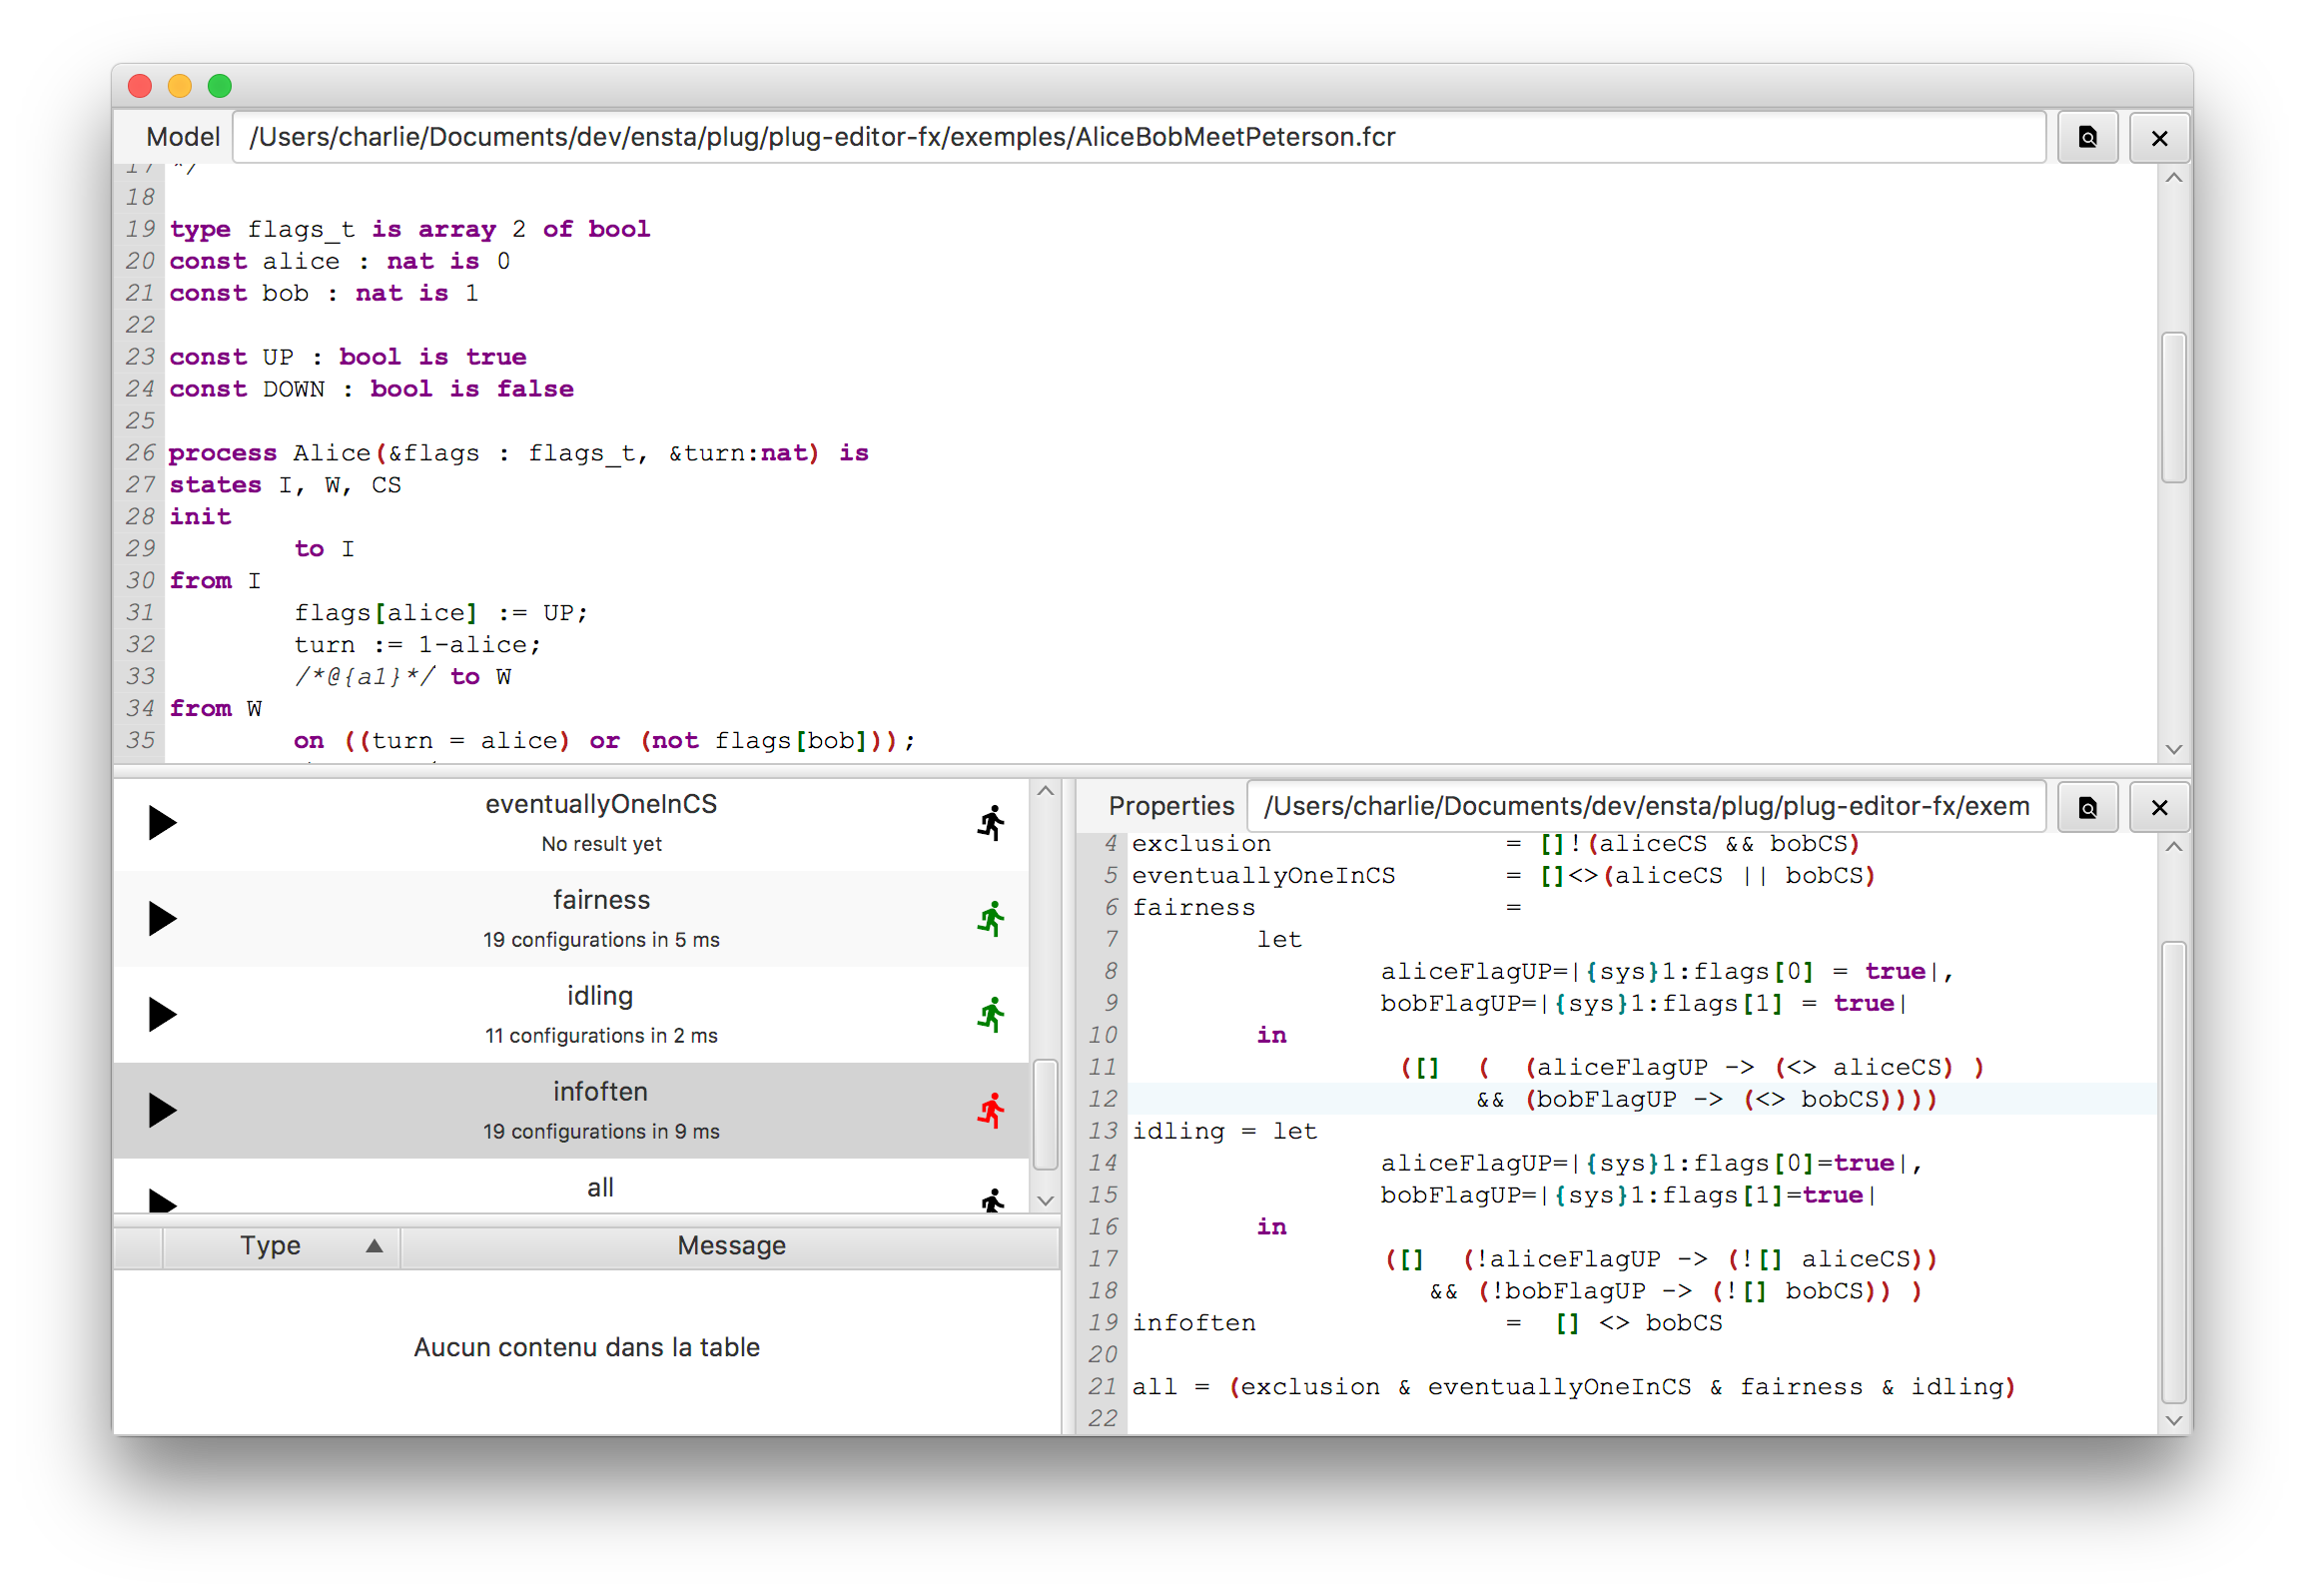 Model /Users/charlie/Documents/dev/ensta/plug/plug-editor-fx/exemples/AliceBobMeetPeterson.fcr
17 */
18
19 type flags_t is array 2 of bool
20 const alice : nat is 0
21 const bob : nat is 1
22
23 const UP : bool is true
24 const DOWN : bool is false
25
26 process Alice(&flags : flags_t, &turn:nat) is
27 states I, W, CS
28 init
29 to I
30 from I
31 flags[alice] := UP;
32 turn := 1-alice;
33 /*@{a1}*/ to W
34 from W
35 on ((turn = alice) or (not flags[bob]));
eventuallyOneInCS
No result yet
fairness
19 configurations in 5 ms
idling
11 configurations in 2 ms
infoften
19 configurations in 9 ms
all
Type Message
Aucun contenu dans la table
Properties /Users/charlie/Documents/dev/ensta/plug/plug-editor-fx/exem
4 exclusion = []!(aliceCS && bobCS)
5 eventuallyOneInCS = []<>(aliceCS || bobCS)
6 fairness =
7 let
8 aliceFlagUP=|{sys}1:flags[0] = true|,
9 bobFlagUP=|{sys}1:flags[1] = true|
10 in
11 ([] ( (aliceFlagUP -> (<> aliceCS) )
12 && (bobFlagUP -> (<> bobCS))))
13 idling = let
14 aliceFlagUP=|{sys}1:flags[0]=true|,
15 bobFlagUP=|{sys}1:flags[1]=true|
16 in
17 ([] (!aliceFlagUP -> (![] aliceCS))
18 && (!bobFlagUP -> (![] bobCS)) )
19 infoften = [] <> bobCS
20
21 all = (exclusion & eventuallyOneInCS & fairness & idling)
22